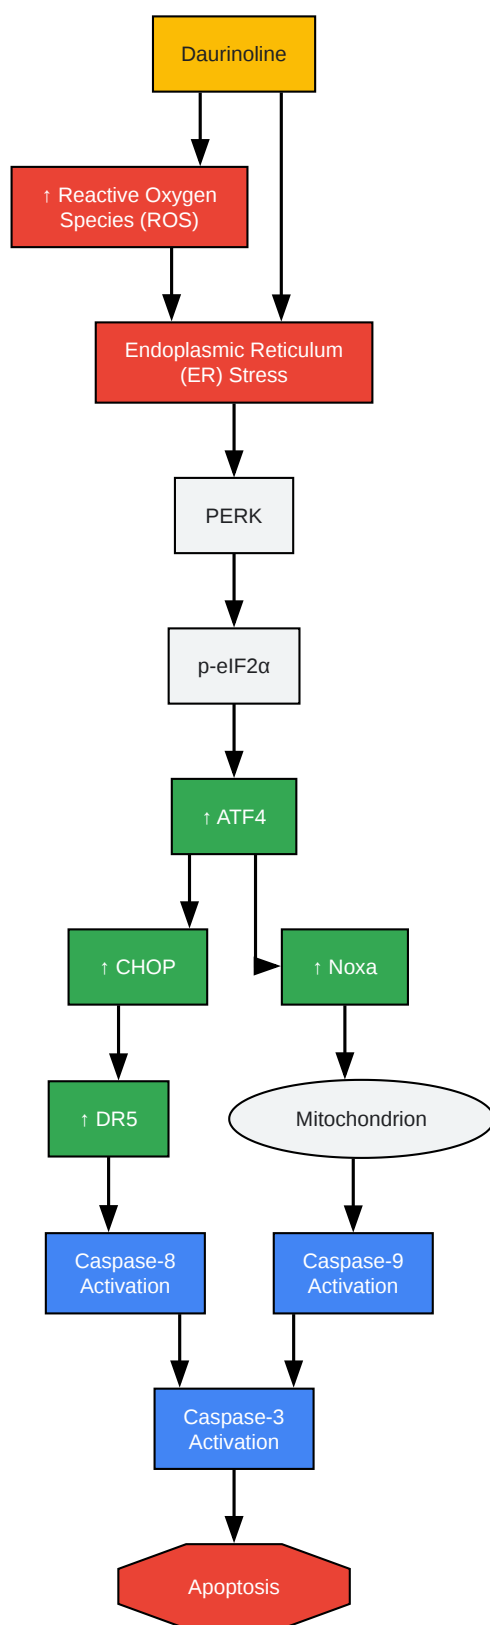 Daurinoline
↑ Reactive Oxygen
Species (ROS)
Endoplasmic Reticulum
(ER) Stress
PERK
p-eIF2α
↑ ATF4
↑ CHOP
↑ Noxa
↑ DR5
Mitochondrion
Caspase-8
Activation
Caspase-9
Activation
Caspase-3
Activation
Apoptosis